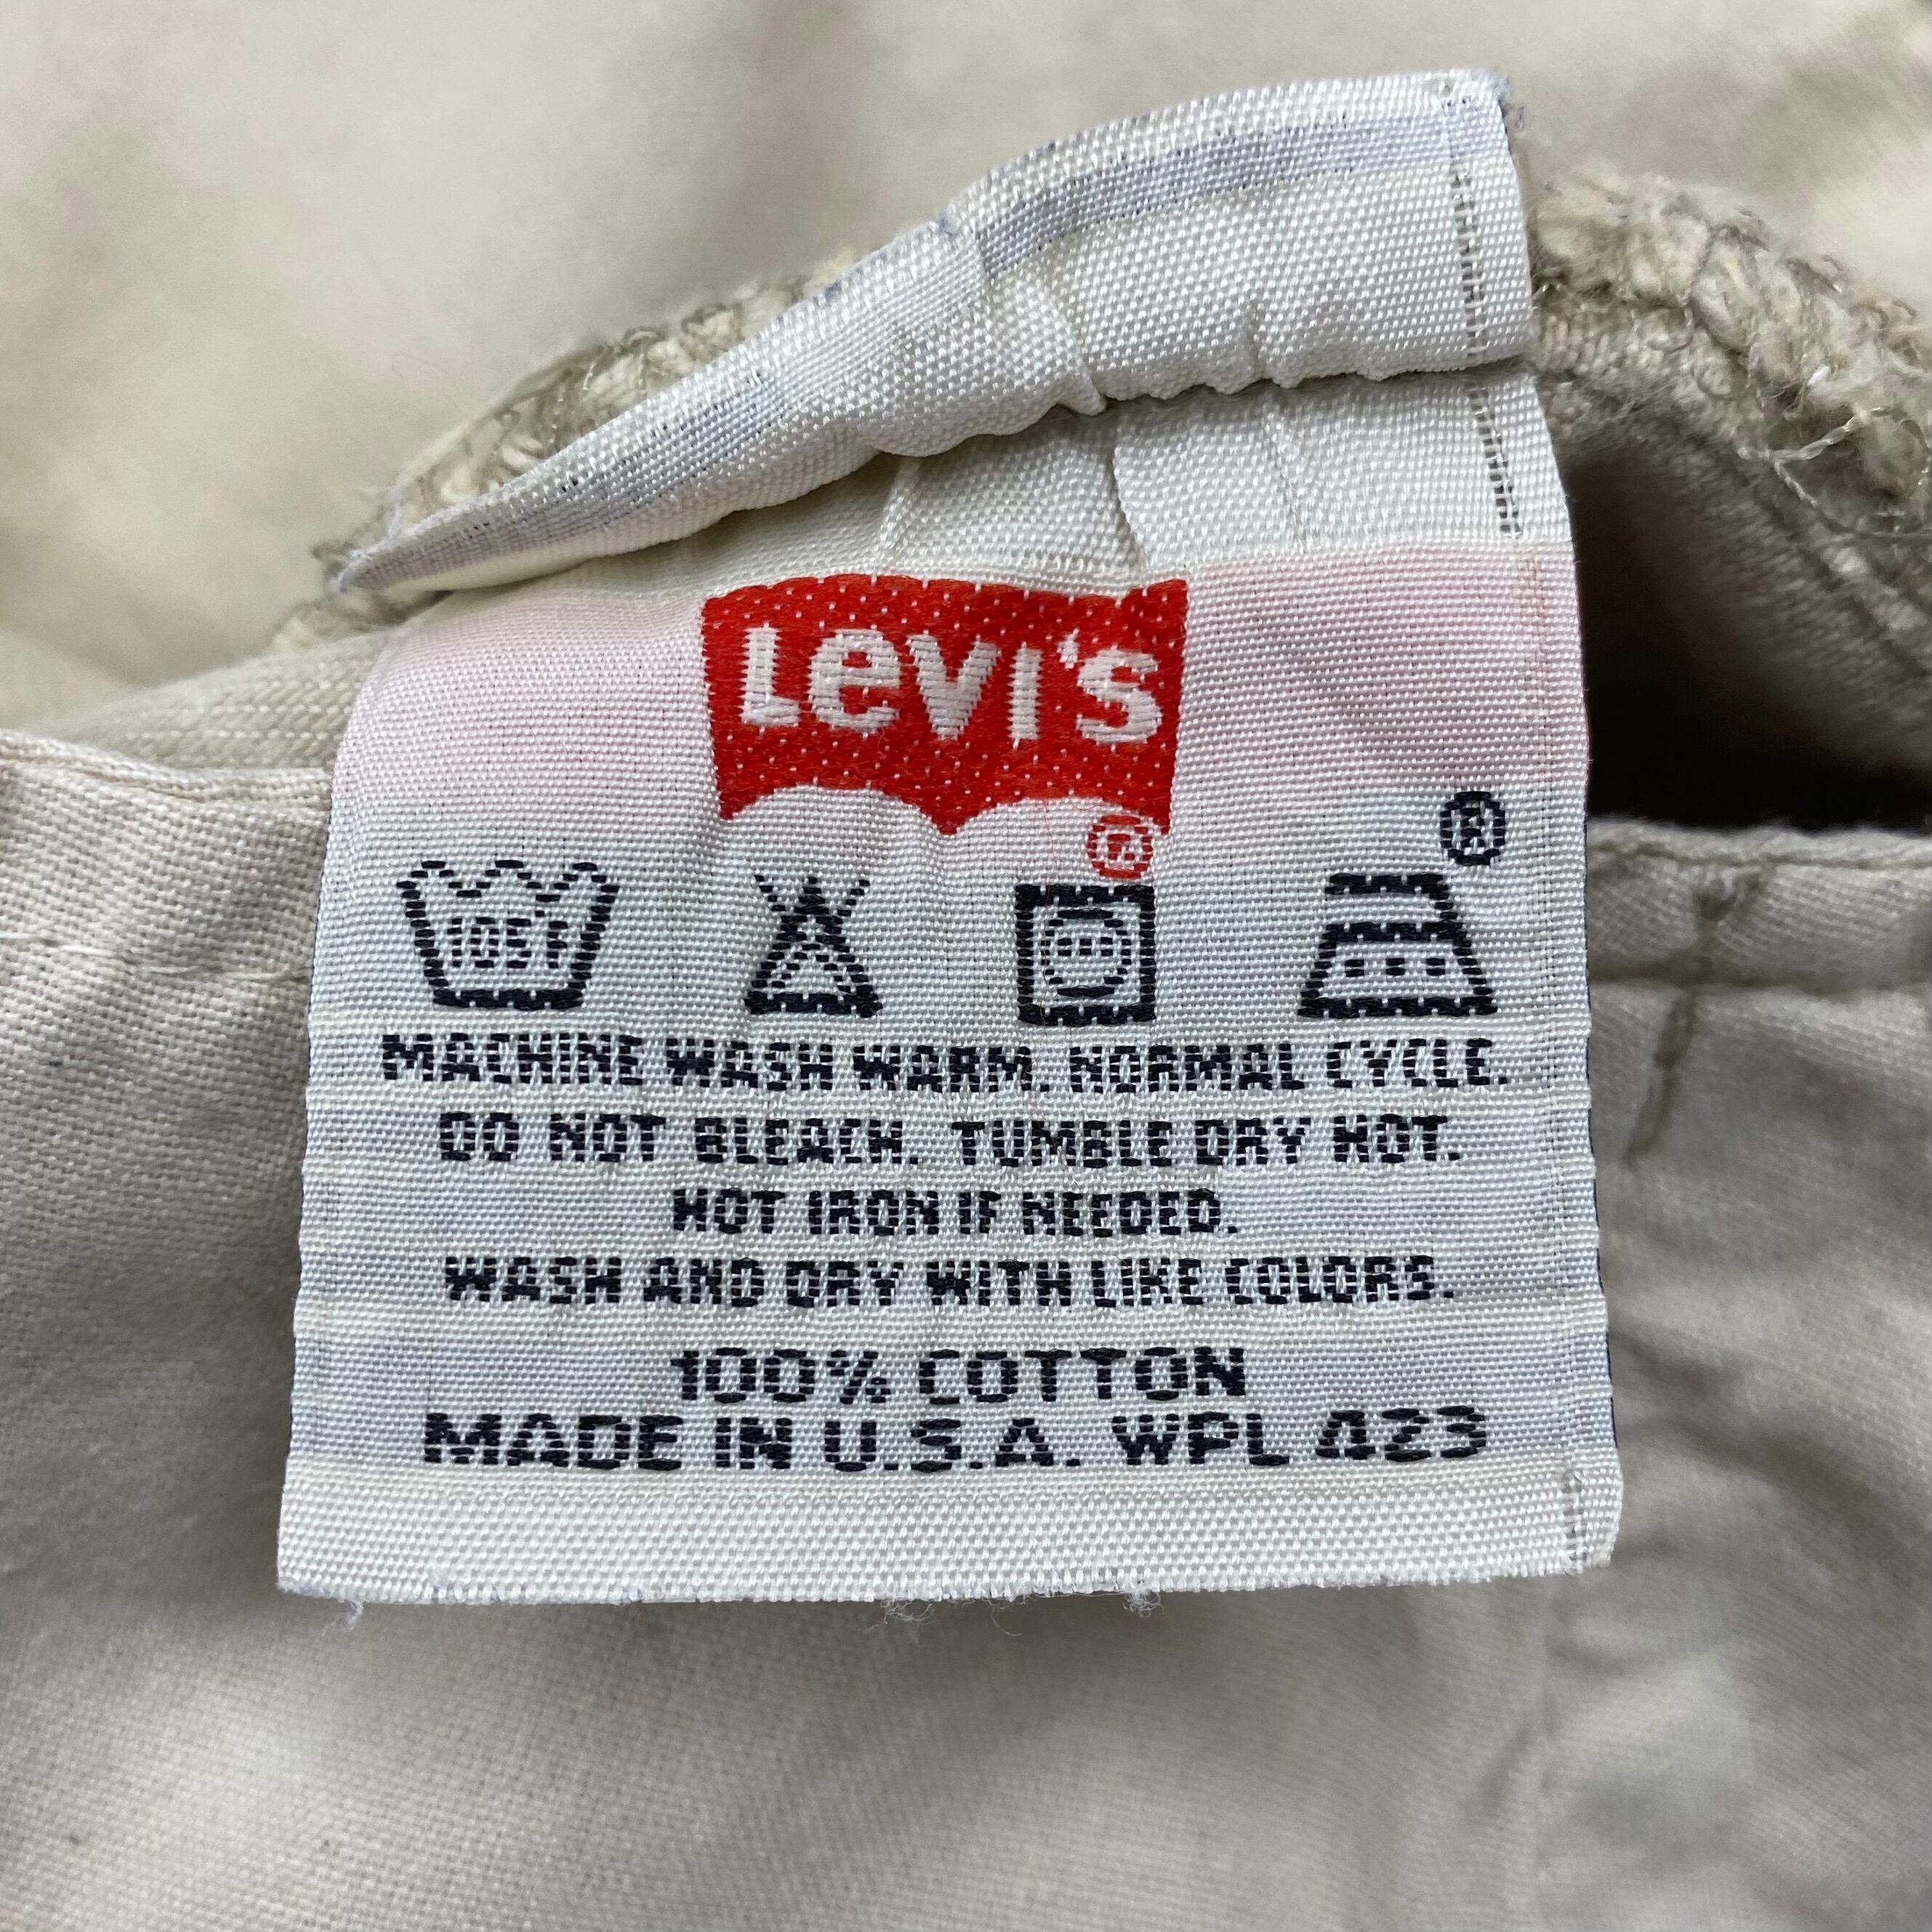 Levi's
®
®
105F
MACHINE WASH WARM. NORMAL CYCLE.
DO NOT BLEACH. TUMBLE DRY HOT.
HOT IRON IF NEEDED.
WASH AND DRY WITH LIKE COLORS.
100% COTTON
MADE IN U.S.A. WPL 423